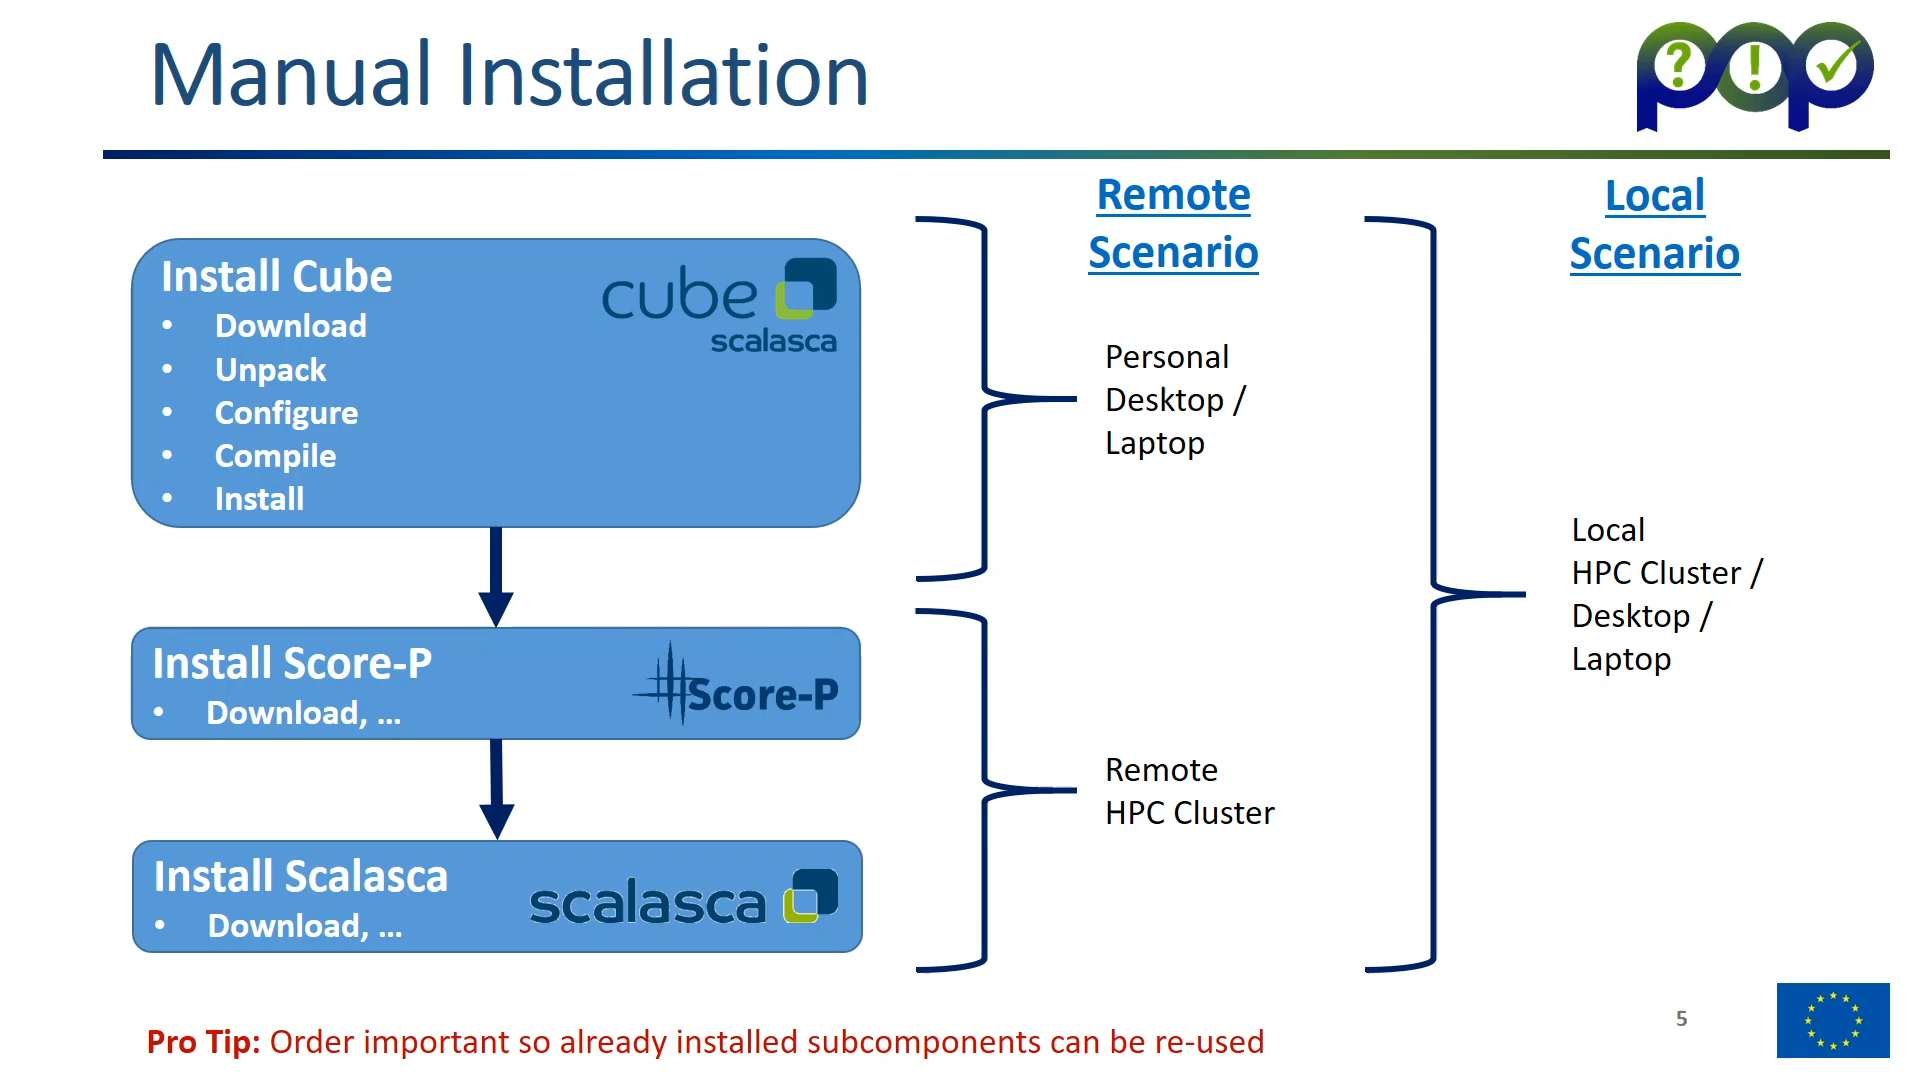 Manual Installation
pop
? ! ✓
Install Cube
• Download
• Unpack
• Configure
• Compile
• Install
cube
scalasca
Install Score-P
• Download, ...
Score-P
Install Scalasca
• Download, ...
scalasca
Remote
Scenario
Personal
Desktop /
Laptop
Remote
HPC Cluster
Local
Scenario
Local
HPC Cluster /
Desktop /
Laptop
Pro Tip: Order important so already installed subcomponents can be re-used
5